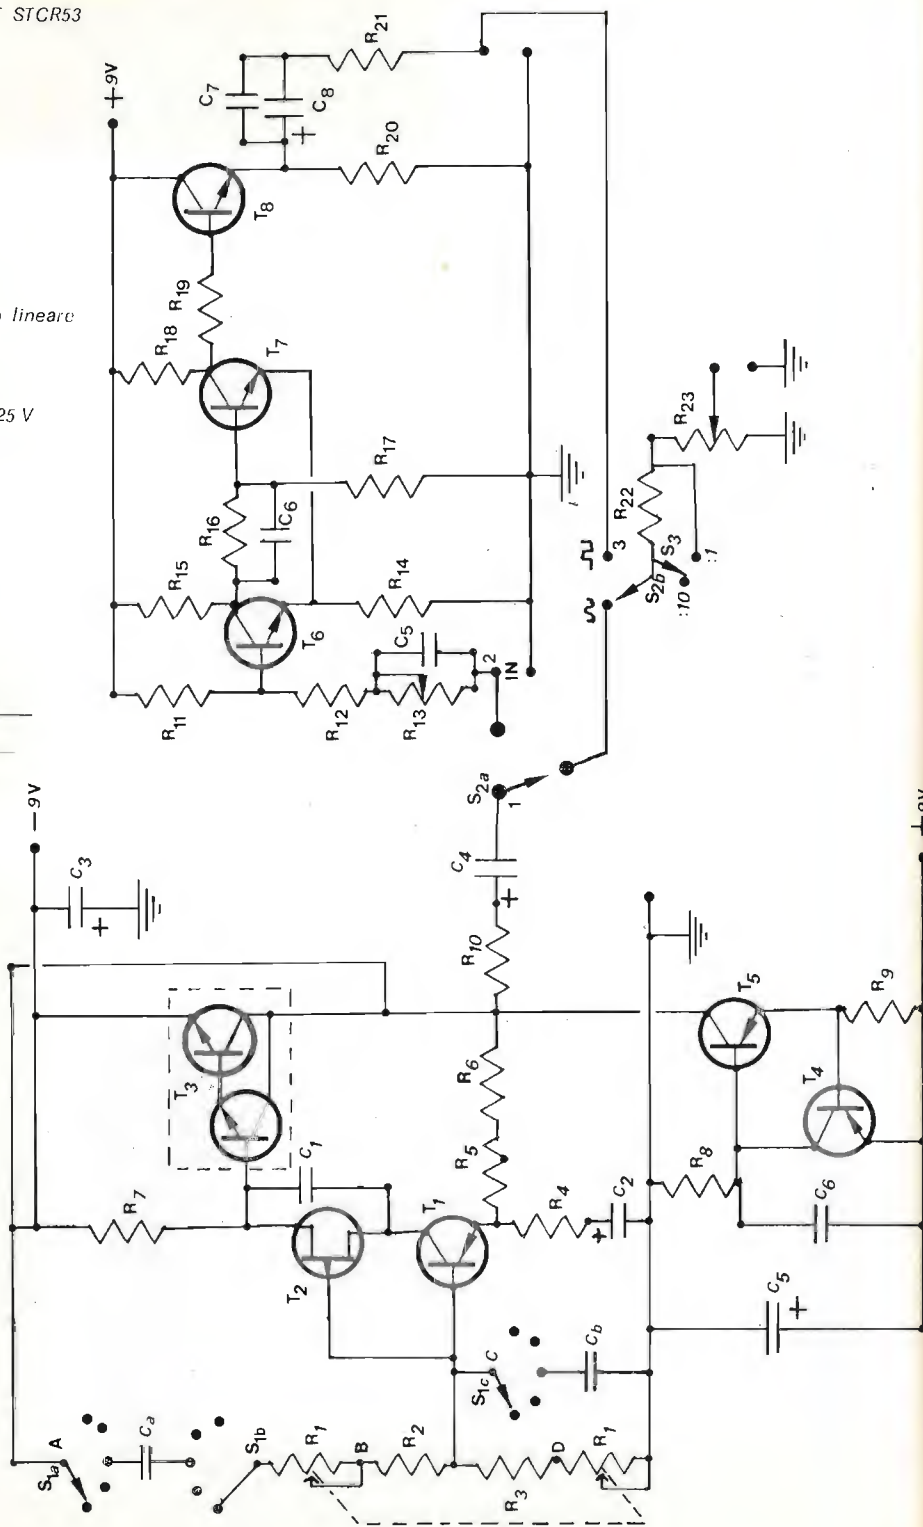 STCR53
lineare
25 V
+9V
C7
C8
+
R21
R20
T8
R19
R18
T7
R17
R16
C6
R15
T6
R14
C5
R11
R12
R13
2
IN
3
R23
R22
S3
S2b
:10
:1
S2a
1
C4
+
R10
-9V
C3
+
T3
R7
C1
T2
T1
R6
R5
R4
C2
+
T5
R9
T4
R8
C6
C5
+
S1a
A
Ca
S1b
R1
B
R2
S1c
C
Cb
R3
D
R1